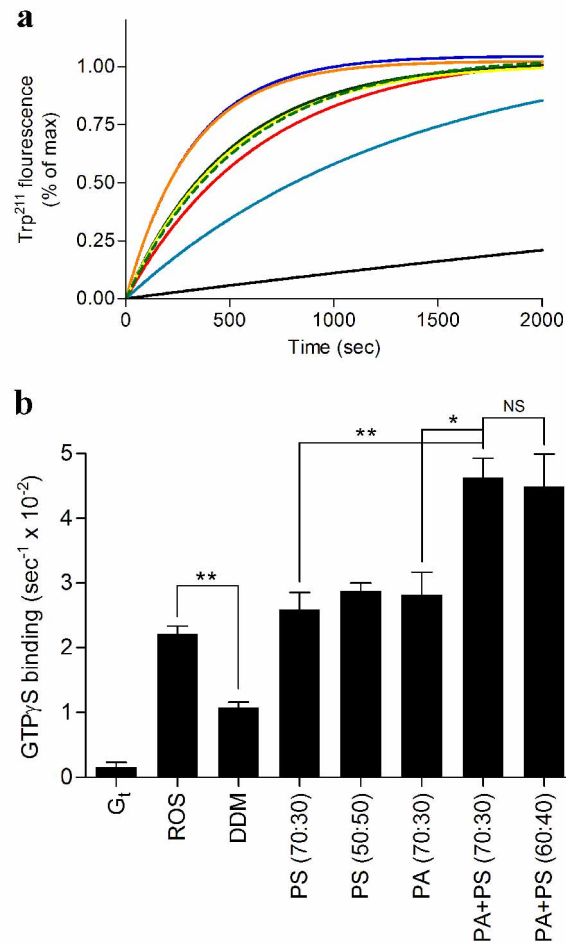 a
Trp²¹¹ flourescence
(% of max)
1.00
0.75
0.50
0.25
0.00
0 500 1000 1500 2000
Time (sec)
b
GTPγS binding (sec⁻¹ x 10⁻²)
5
4
3
2
1
0
**
**
*
NS
Gₜ
ROS
DDM
PS (70:30)
PS (50:50)
PA (70:30)
PA+PS (70:30)
PA+PS (60:40)